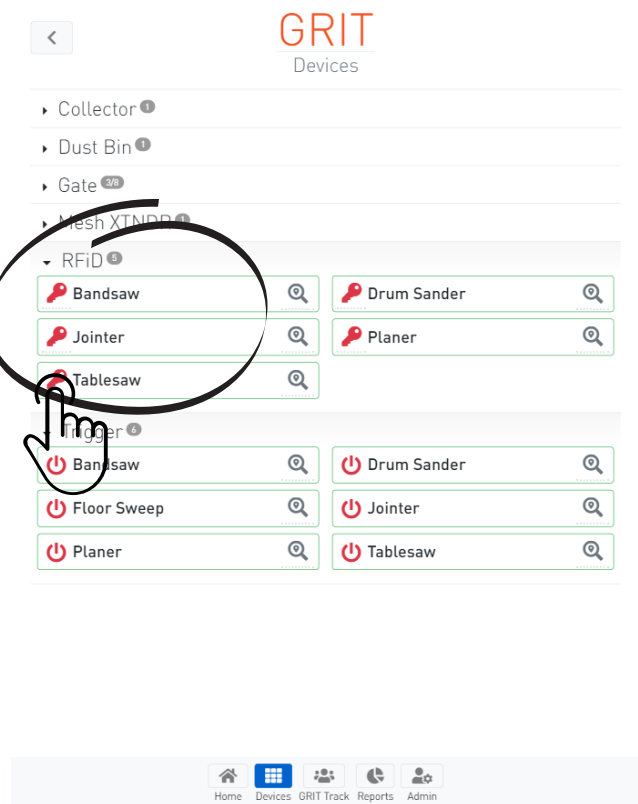 GRIT
Devices
Collector 1
Dust Bin 1
Gate 3/8
Mesh XTNDR 1
RFiD 5
Bandsaw Drum Sander
Jointer Planer
Tablesaw
Trigger 6
Bandsaw Drum Sander
Floor Sweep Jointer
Planer Tablesaw
Home Devices GRIT Track Reports Admin